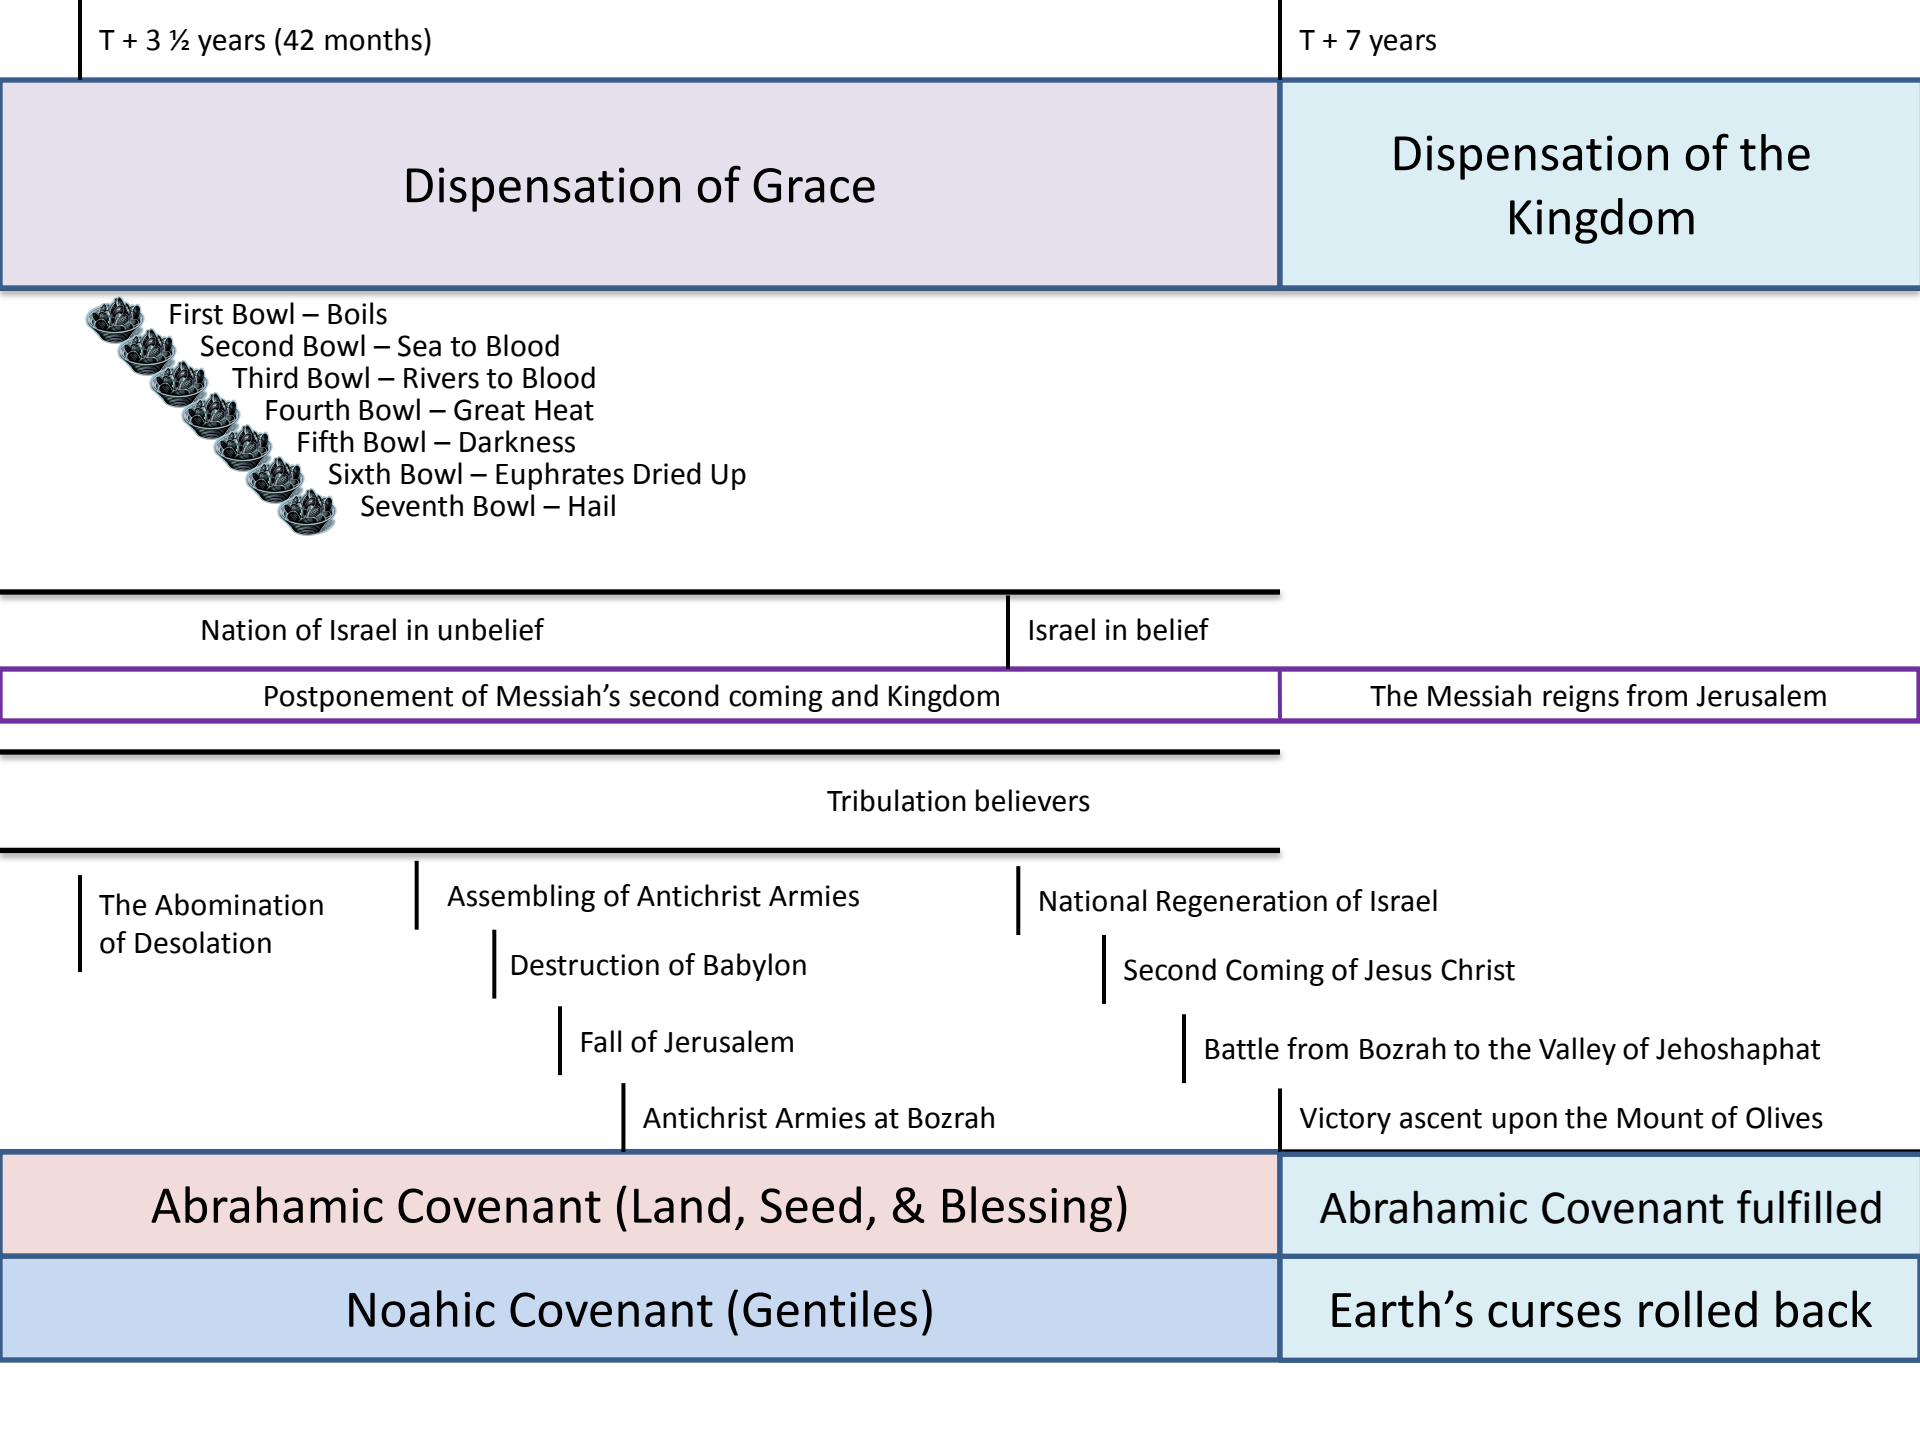 T + 3 ½ years (42 months)
T + 7 years
Dispensation of Grace
Dispensation of the
Kingdom
First Bowl – Boils
Second Bowl – Sea to Blood
Third Bowl – Rivers to Blood
Fourth Bowl – Great Heat
Fifth Bowl – Darkness
Sixth Bowl – Euphrates Dried Up
Seventh Bowl – Hail
Nation of Israel in unbelief
Israel in belief
Postponement of Messiah’s second coming and Kingdom
The Messiah reigns from Jerusalem
Tribulation believers
The Abomination
of Desolation
Assembling of Antichrist Armies
Destruction of Babylon
Fall of Jerusalem
Antichrist Armies at Bozrah
National Regeneration of Israel
Second Coming of Jesus Christ
Battle from Bozrah to the Valley of Jehoshaphat
Victory ascent upon the Mount of Olives
Abrahamic Covenant (Land, Seed, & Blessing)
Abrahamic Covenant fulfilled
Noahic Covenant (Gentiles)
Earth’s curses rolled back